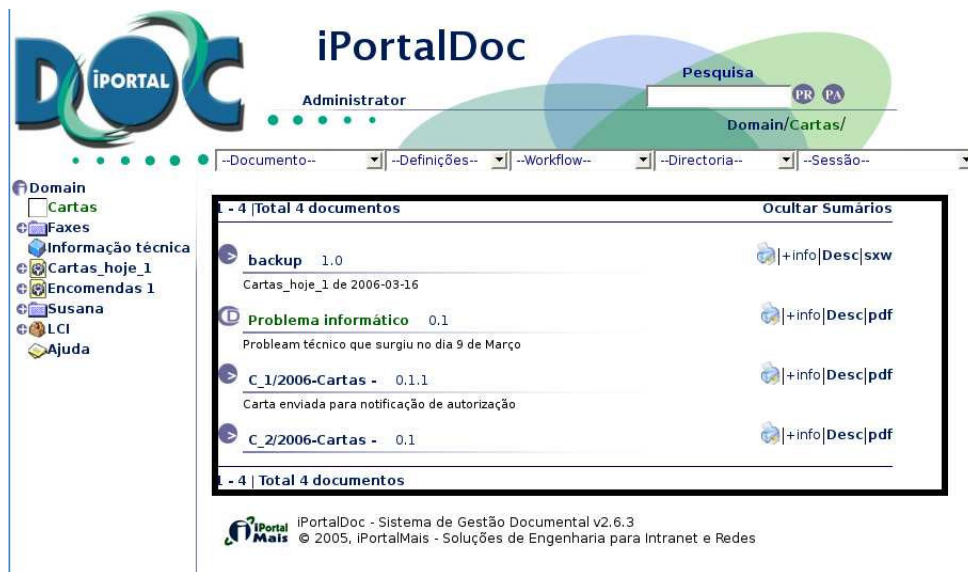 DOC
iPORTAL
iPortalDoc
Pesquisa
Administrator
PR PA
Domain/Cartas/
--Documento-- --Definições-- --Workflow-- --Directoria-- --Sessão--
Domain
Cartas
Faxes
Informação técnica
Cartas_hoje_1
Encomendas 1
Susana
LCI
Ajuda
1 - 4 |Total 4 documentos Ocultar Sumários
backup 1.0 |+info|Desc|sxw
Cartas_hoje_1 de 2006-03-16
Problema informático 0.1 |+info|Desc|pdf
Probleam técnico que surgiu no dia 9 de Março
C_1/2006-Cartas - 0.1.1 |+info|Desc|pdf
Carta enviada para notificação de autorização
C_2/2006-Cartas - 0.1 |+info|Desc|pdf
1 - 4 | Total 4 documentos
iPortal Mais
iPortalDoc - Sistema de Gestão Documental v2.6.3
© 2005, iPortalMais - Soluções de Engenharia para Intranet e Redes